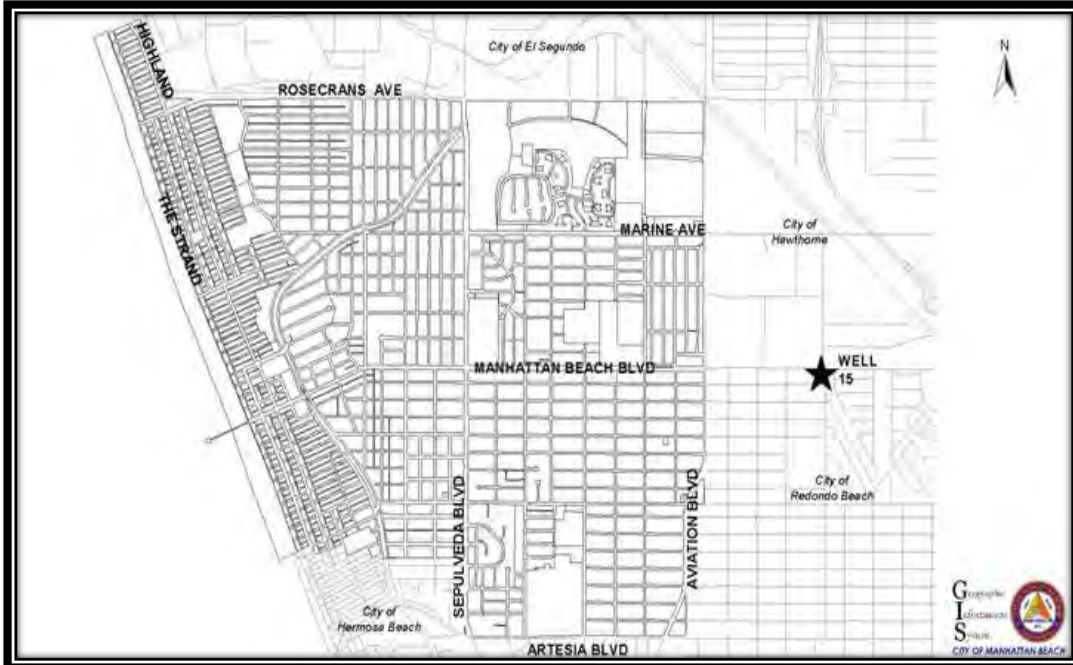 HIGHLAND
City of El Segundo
N
ROSECRANS AVE
THE STRAND
MARINE AVE
City of
Hawthorne
MANHATTAN BEACH BLVD
WELL
15
SEPULVEDA BLVD
AVIATION BLVD
City of
Redondo Beach
City of
Hermosa Beach
ARTESIA BLVD
Geographic
Information
System
CITY OF MANHATTAN BEACH